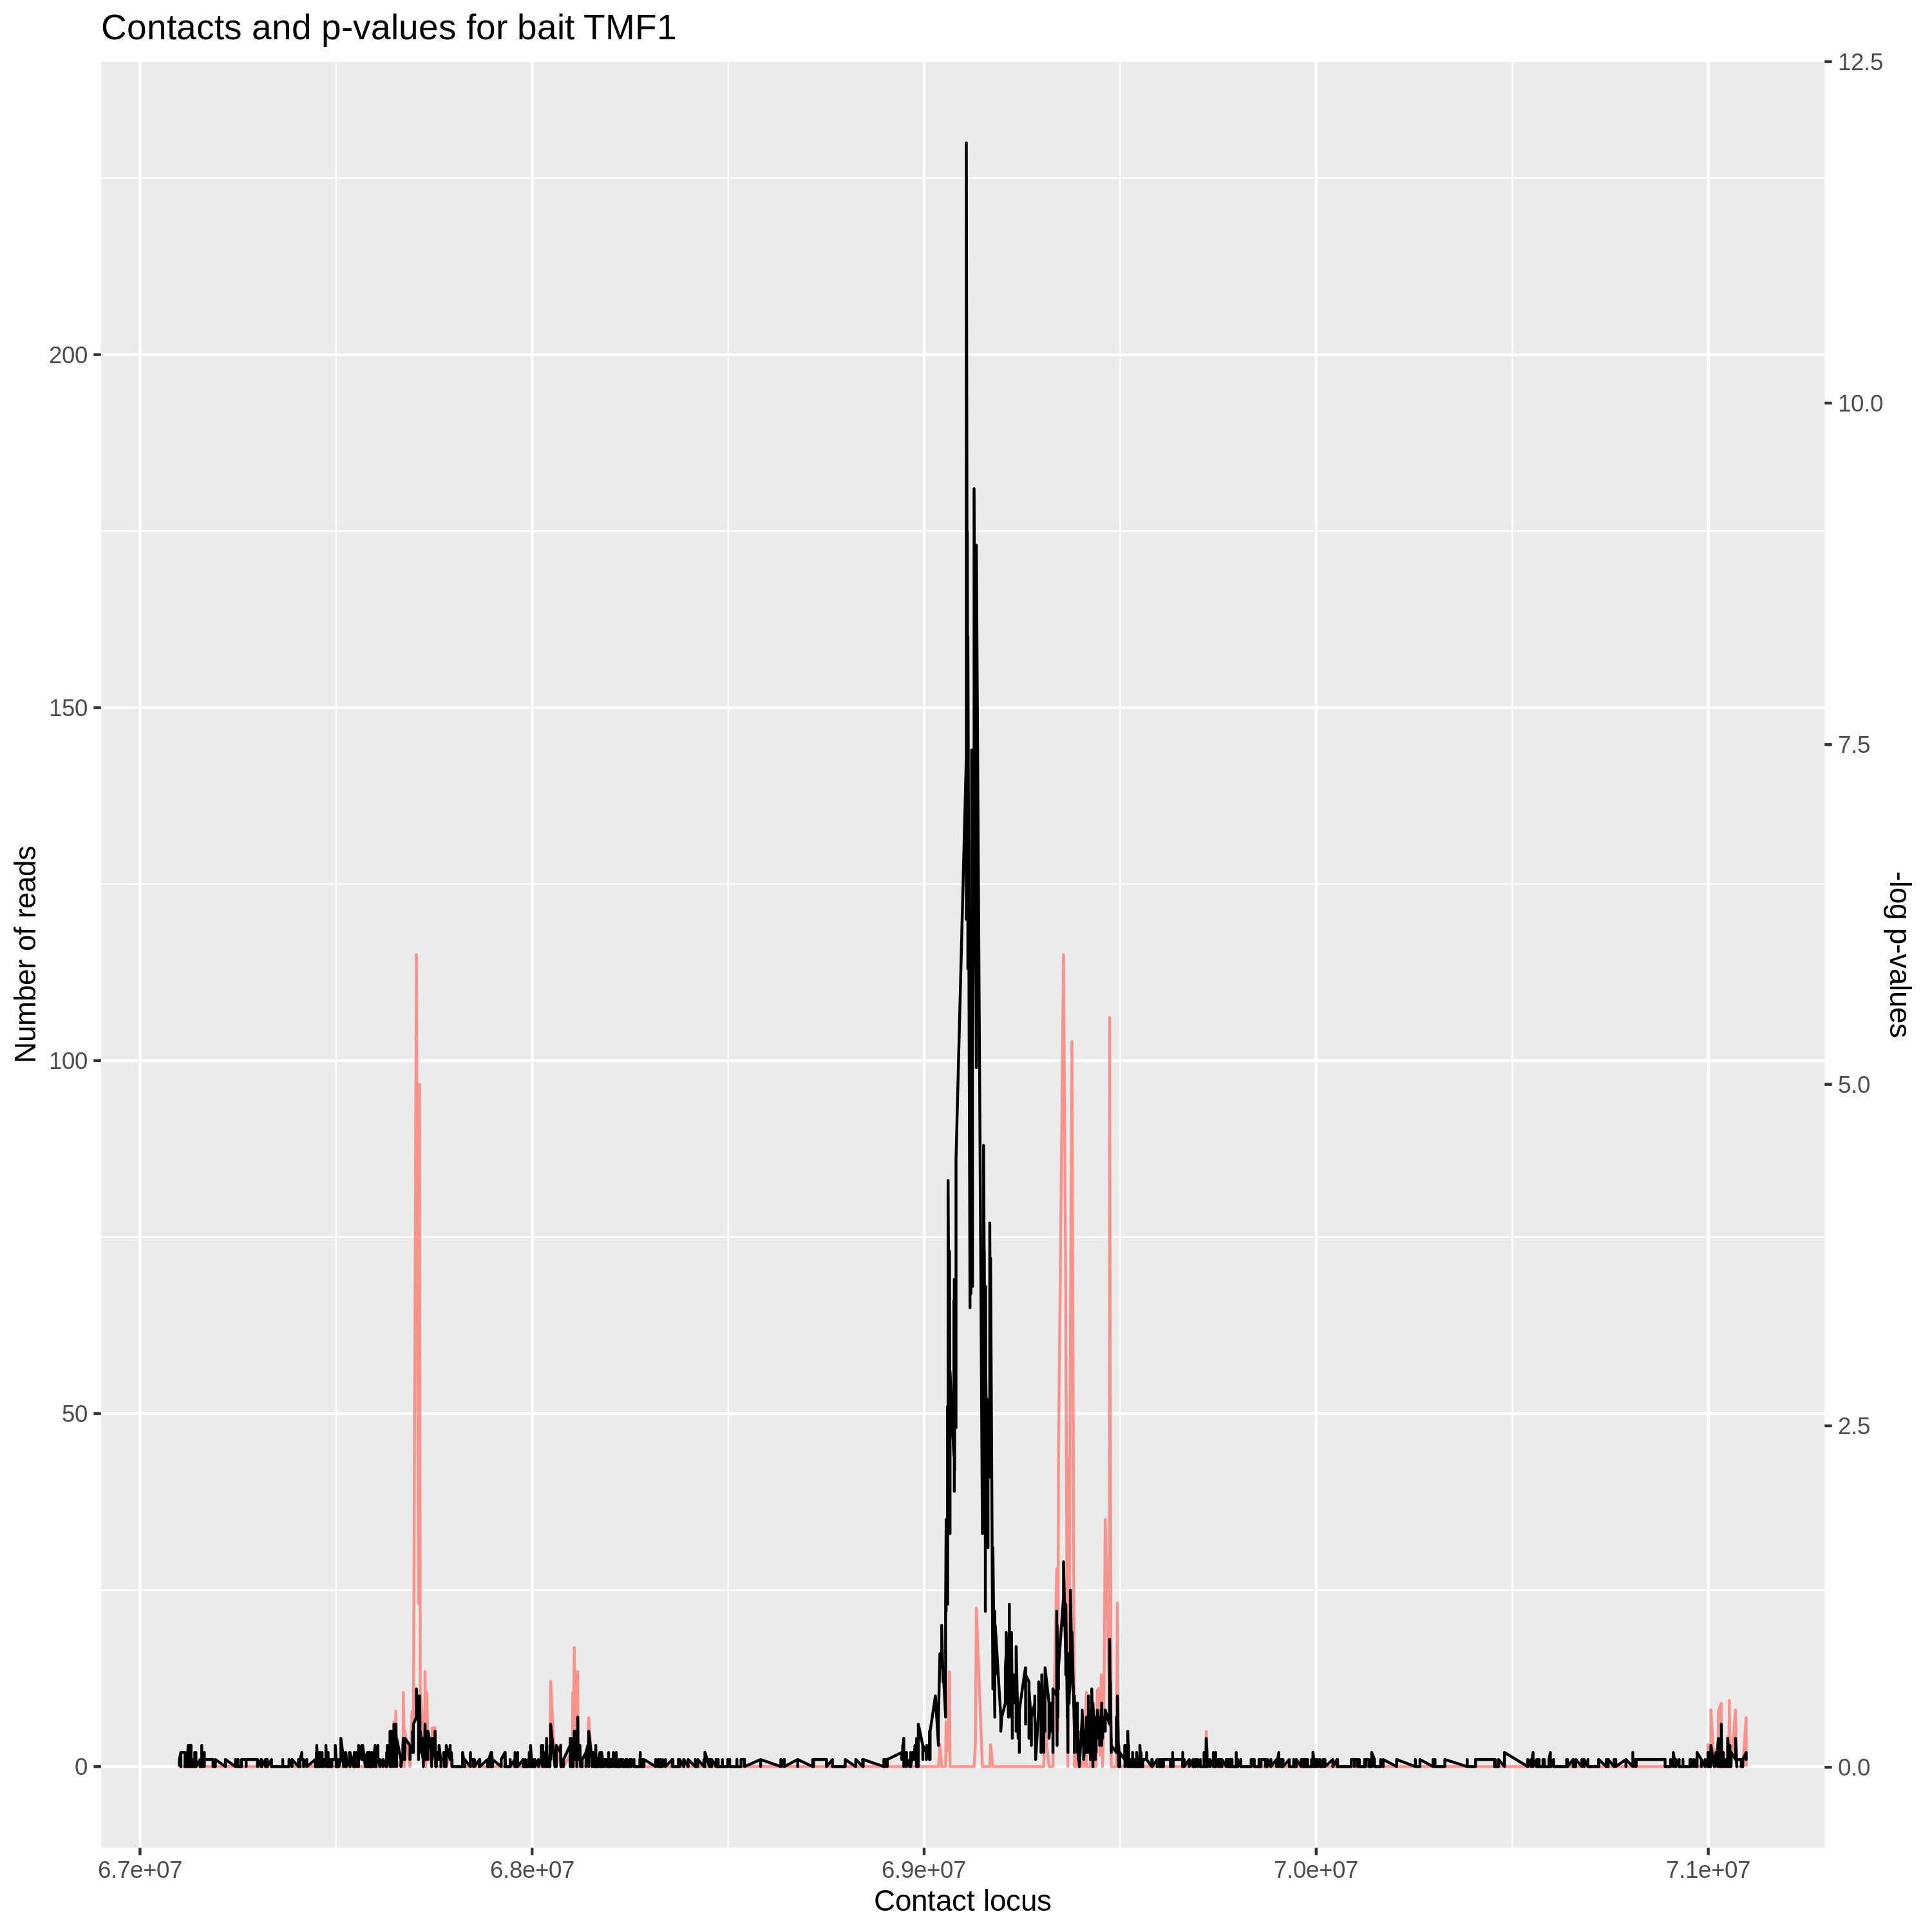 Contacts and p-values for bait TMF1
12.5
200
10.0
150
7.5
Number of reads
-log p-values
100
5.0
50
2.5
0
0.0
6.7e+07
6.8e+07
6.9e+07
7.0e+07
7.1e+07
Contact locus